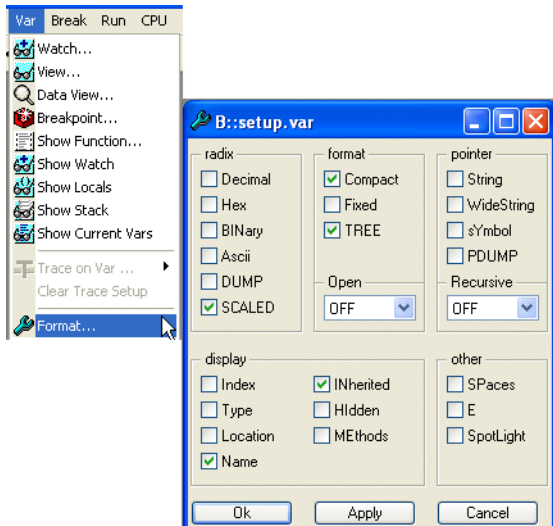 Var Break Run CPU
Watch...
View...
Data View...
Breakpoint...
Show Function...
Show Watch
Show Locals
Show Stack
Show Current Vars
Trace on Var ...
Clear Trace Setup
Format...
B::setup.var
radix
Decimal
Hex
BINary
Ascii
DUMP
SCALED
format
Compact
Fixed
TREE
Open
OFF
pointer
String
WideString
sYmbol
PDUMP
Recursive
OFF
display
Index
Type
Location
Name
INherited
HIdden
MEthods
other
SPaces
E
SpotLight
Ok Apply Cancel